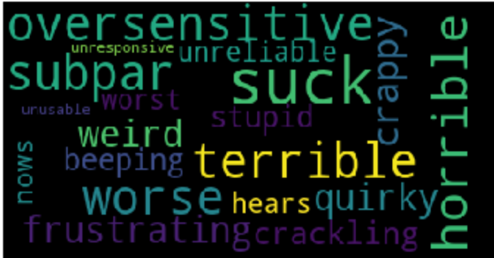 oversensitive
unresponsive
unreliable
subpar
suck
crappy
horrible
worst
unusable
stupid
weird
beeping
terrible
nows
worse
hears
quirky
frustrating
crackling